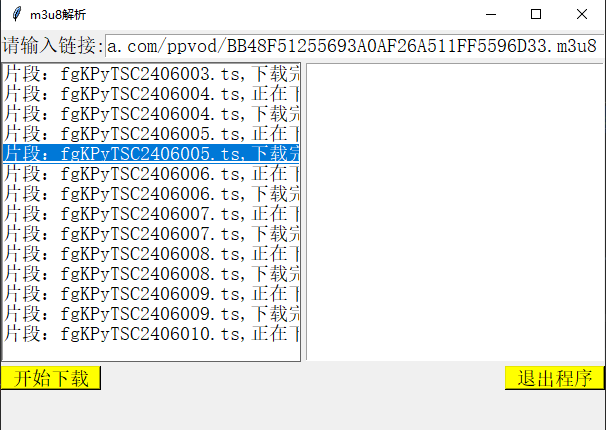 m3u8解析
请输入链接:a.com/ppvod/BB48F51255693A0AF26A511FF5596D33.m3u8
片段: fgKPyTSC2406003.ts,下载完
片段: fgKPyTSC2406004.ts,正在下
片段: fgKPyTSC2406004.ts,下载完
片段: fgKPyTSC2406005.ts,正在下
片段: fgKPyTSC2406005.ts,下载完
片段: fgKPyTSC2406006.ts,正在下
片段: fgKPyTSC2406006.ts,下载完
片段: fgKPyTSC2406007.ts,正在下
片段: fgKPyTSC2406007.ts,下载完
片段: fgKPyTSC2406008.ts,正在下
片段: fgKPyTSC2406008.ts,下载完
片段: fgKPyTSC2406009.ts,正在下
片段: fgKPyTSC2406009.ts,下载完
片段: fgKPyTSC2406010.ts,正在下
开始下载
退出程序